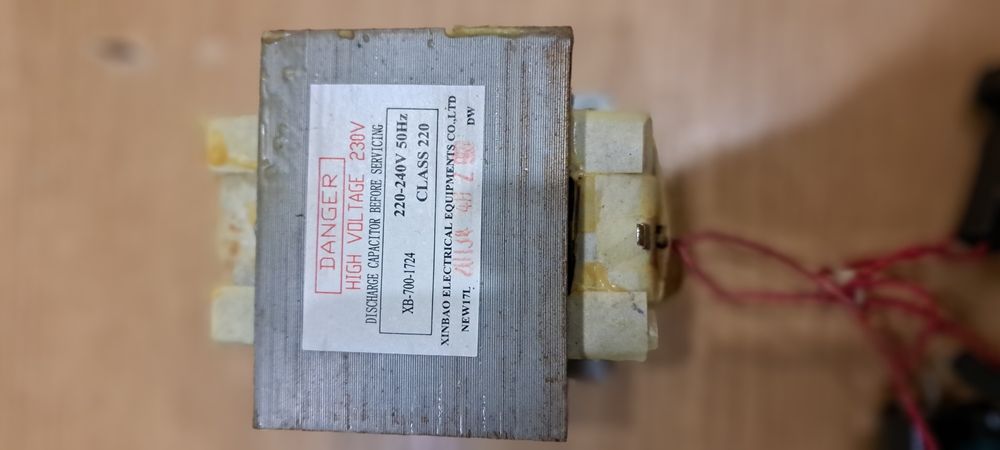 DANGER
HIGH VOLTAGE 230V
DISCHARGE CAPACITOR BEFORE SERVICING
220-240V 50Hz
XB-700-1724 CLASS 220
XINBAO ELECTRICAL EQUIPMENTS CO.,LTD
NEW17L DW